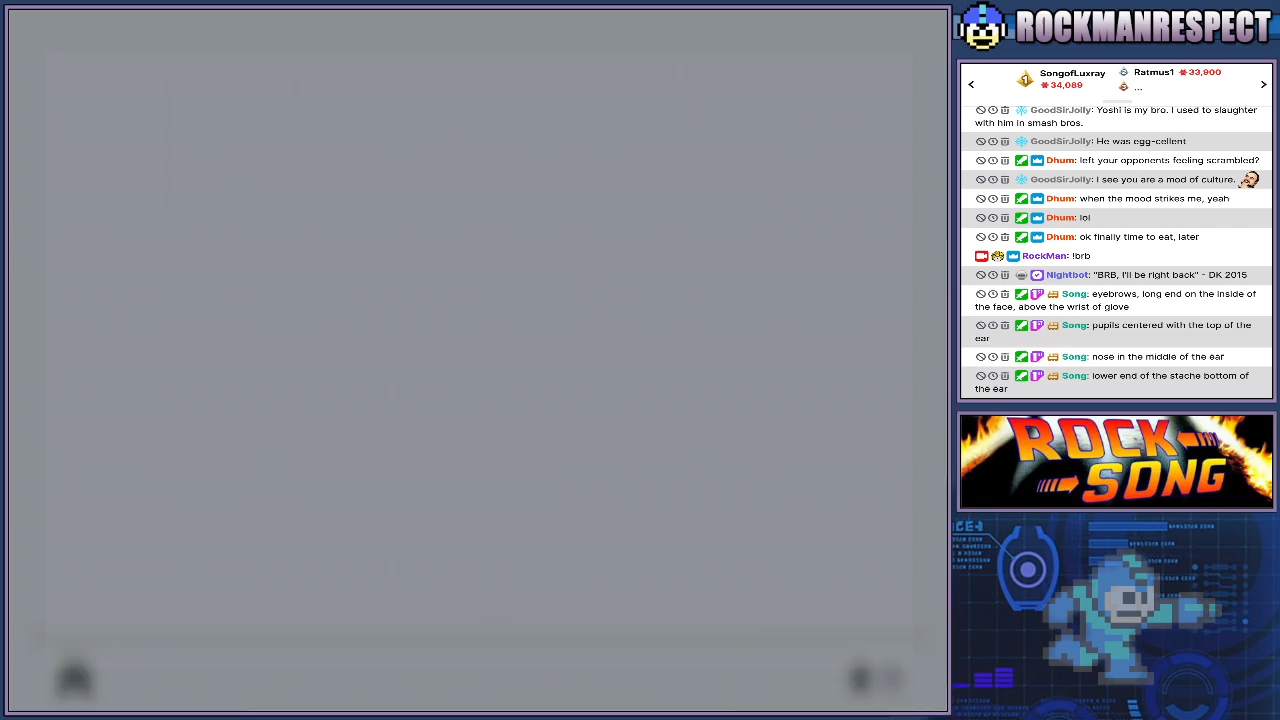 ROCKMANRESPECT
SongofLuxray
34,089
Ratmus1 33,900
...
GoodSirJolly: Yoshi is my bro. I used to slaughter
with him in smash bros.
GoodSirJolly: He was egg-cellent
Dhum: left your opponents feeling scrambled?
GoodSirJolly: I see you are a mod of culture.
Dhum: when the mood strikes me, yeah
Dhum: lol
Dhum: ok finally time to eat, later
RockMan: !brb
Nightbot: "BRB, I'll be right back" - DK 2015
Song: eyebrows, long end on the inside of
the face, above the wrist of glove
Song: pupils centered with the top of the
ear
Song: nose in the middle of the ear
Song: lower end of the stache bottom of
the ear
ROCK
SONG